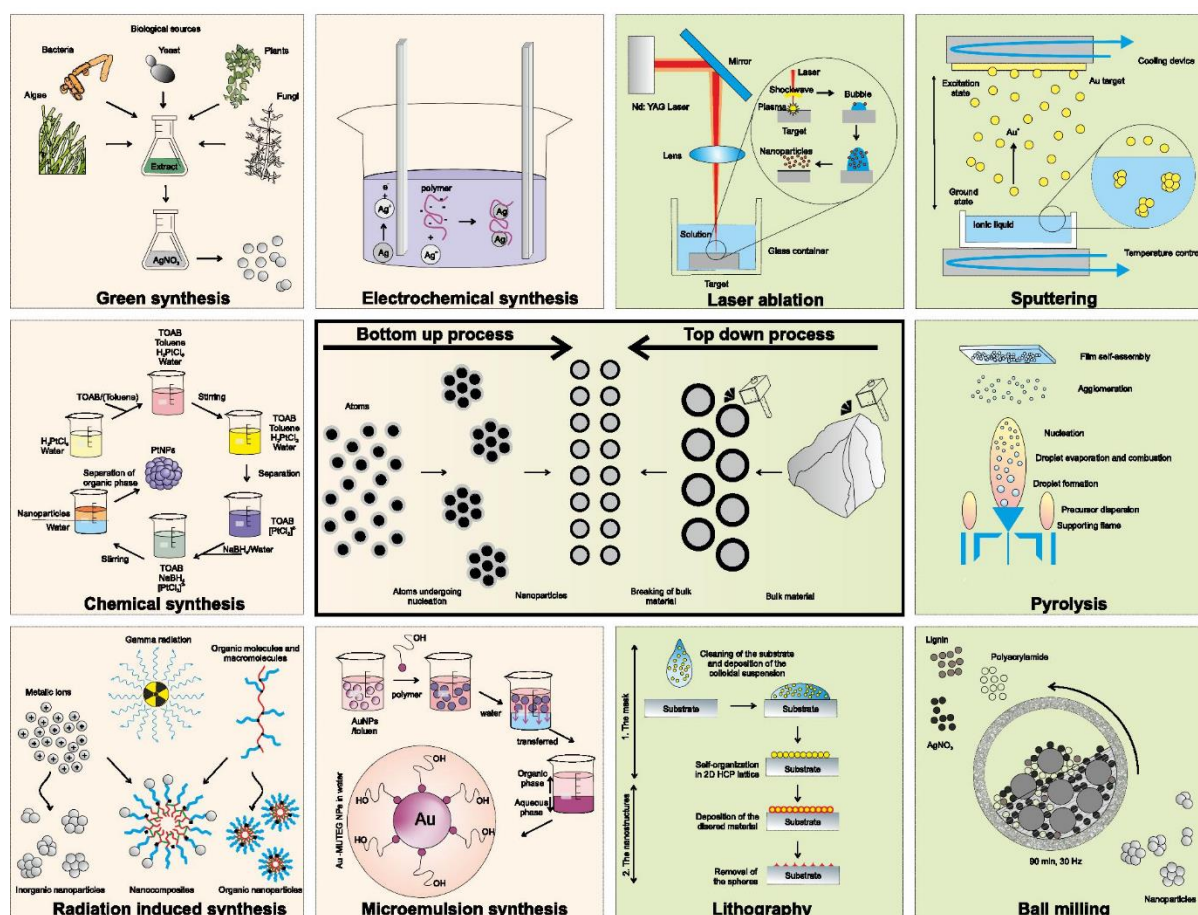 Biological sources
Bacteria
Yeast
Plants
Algae
Fungi
Extract
AgNO₃
Green synthesis
e⁻
+
Ag⁺
polymer
+
Ag
Ag⁺
Ag
Ag
Electrochemical synthesis
Mirror
Nd: YAG Laser
Laser
Shockwave
Plasma
Bubble
Target
Nanoparticles
Lens
Solution
Glass container
Target
Laser ablation
Cooling device
Excitation
state
Au target
Au⁺
Ground
state
Ionic liquid
Temperature control
Sputtering
TOAB
Toluene
H₂PtCl₆
Water
TOAB/(Toluene)
Stirring
H₂PtCl₆
Water
TOAB
Toluene
H₂PtCl₆
Water
PtNPs
Separation of
organic phase
Separation
Nanoparticles
Water
TOAB
NaBH₄/Water
Stirring
TOAB
NaBH₄
Chemical synthesis
Bottom up process
Top down process
Atoms
Atoms undergoing
nucleation
Nanoparticles
Breaking of bulk
material
Bulk material
Film self-assembly
Agglomeration
Nucleation
Droplet evaporation and combustion
Droplet formation
Precursor dispersion
Supporting flame
Pyrolysis
Gamma radiation
Organic molecules and
macromolecules
Metalic ions
Inorganic nanoparticles
Nanocomposites
Organic nanoparticles
Radiation induced synthesis
OH
OH
polymer
water
AuNPs
/toluen
transferred
Organic
phase
Aqueous
phase
Au -MUTEG NPs in water
OH
HO
OH
Au
HO
OH
OH
Microemulsion synthesis
1. The mask
Cleaning of the substrate
and deposition of the
colloidal suspension
Substrate
Substrate
Self-organization
in 2D HCP lattice
Substrate
2. The nanostructures
Deposition of the
disered material
Substrate
Removal of
the spheres
Substrate
Lithography
Lignin
Polyacrylamide
AgNO₃
90 min, 30 Hz
Nanoparticles
Ball milling